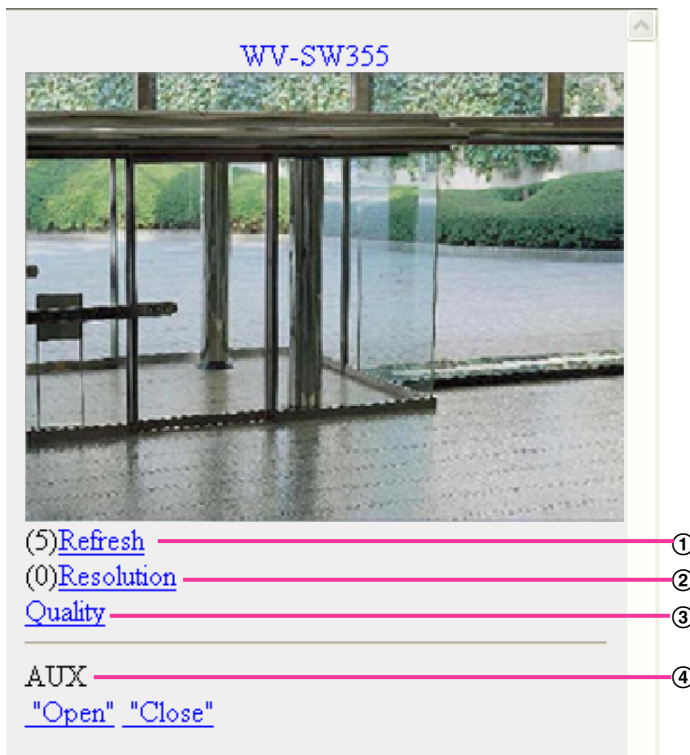 WV-SW355
(5)Refresh
①
(0)Resolution
②
Quality
③
AUX
④
"Open" "Close"